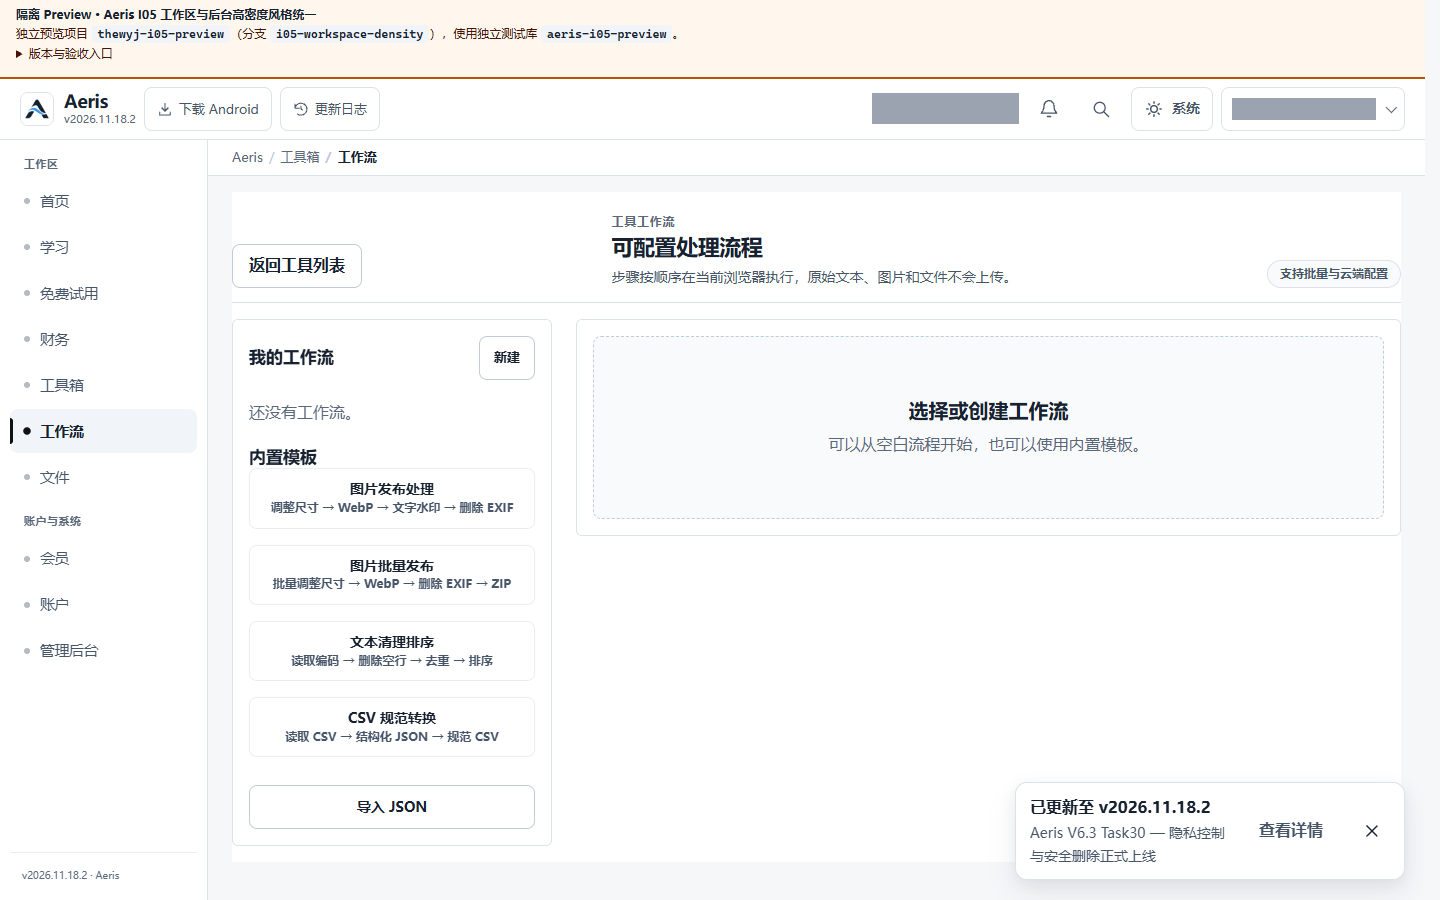 隔离 Preview • Aeris I05 工作区与后台高密度风格统一
独立预览项目 thewyj-i05-preview （分支 i05-workspace-density ），使用独立测试库 aeris-i05-preview 。
▶ 版本与验收入口
Aeris
v2026.11.18.2
下载 Android
更新日志
系统
工作区
首页
学习
免费试用
财务
工具箱
工作流
文件
账户与系统
会员
账户
管理后台
v2026.11.18.2 · Aeris
Aeris / 工具箱 / 工作流
返回工具列表
工具工作流
可配置处理流程
步骤按顺序在当前浏览器执行，原始文本、图片和文件不会上传。
支持批量与云端配置
我的工作流
新建
还没有工作流。
内置模板
图片发布处理
调整尺寸 → WebP → 文字水印 → 删除 EXIF
图片批量发布
批量调整尺寸 → WebP → 删除 EXIF → ZIP
文本清理排序
读取编码 → 删除空行 → 去重 → 排序
CSV 规范转换
读取 CSV → 结构化 JSON → 规范 CSV
导入 JSON
选择或创建工作流
可以从空白流程开始，也可以使用内置模板。
已更新至 v2026.11.18.2
Aeris V6.3 Task30 — 隐私控制
与安全删除正式上线
查看详情